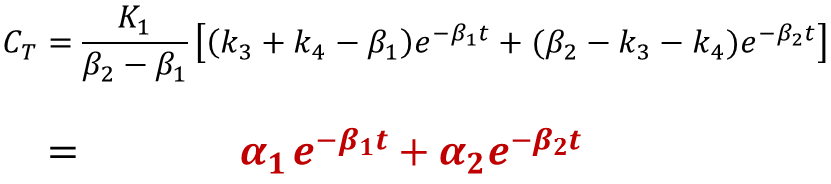 C_T = K_1 / (β_2 − β_1) [(k_3 + k_4 − β_1)e^{−β_1 t} + (β_2 − k_3 − k_4)e^{−β_2 t}]
= α_1 e^{−β_1 t} + α_2 e^{−β_2 t}